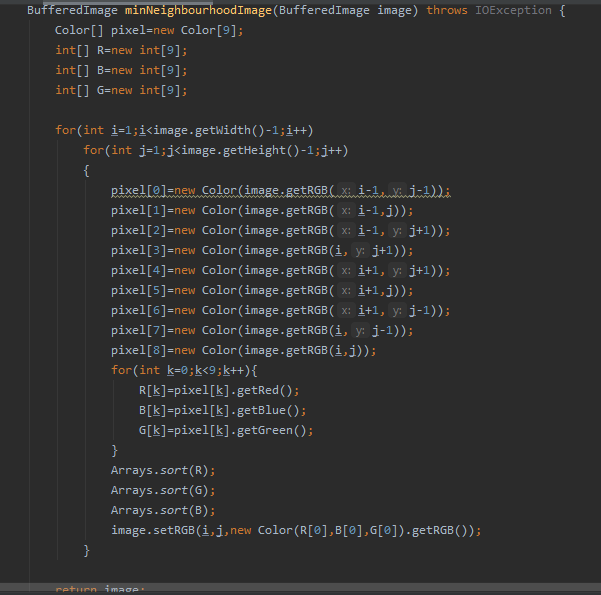 BufferedImage minNeighbourhoodImage(BufferedImage image) throws IOException {
Color[] pixel=new Color[9];
int[] R=new int[9];
int[] B=new int[9];
int[] G=new int[9];
for(int i=1;i<image.getWidth()-1;i++)
for(int j=1;j<image.getHeight()-1;j++)
{
pixel[0]=new Color(image.getRGB( x: i-1, y: j-1));
pixel[1]=new Color(image.getRGB( x: i-1,j));
pixel[2]=new Color(image.getRGB( x: i-1, y: j+1));
pixel[3]=new Color(image.getRGB(i, y: j+1));
pixel[4]=new Color(image.getRGB( x: i+1, y: j+1));
pixel[5]=new Color(image.getRGB( x: i+1,j));
pixel[6]=new Color(image.getRGB( x: i+1, y: j-1));
pixel[7]=new Color(image.getRGB(i, y: j-1));
pixel[8]=new Color(image.getRGB(i,j));
for(int k=0;k<9;k++){
R[k]=pixel[k].getRed();
B[k]=pixel[k].getBlue();
G[k]=pixel[k].getGreen();
}
Arrays.sort(R);
Arrays.sort(G);
Arrays.sort(B);
image.setRGB(i,j,new Color(R[0],B[0],G[0]).getRGB());
}
return image;